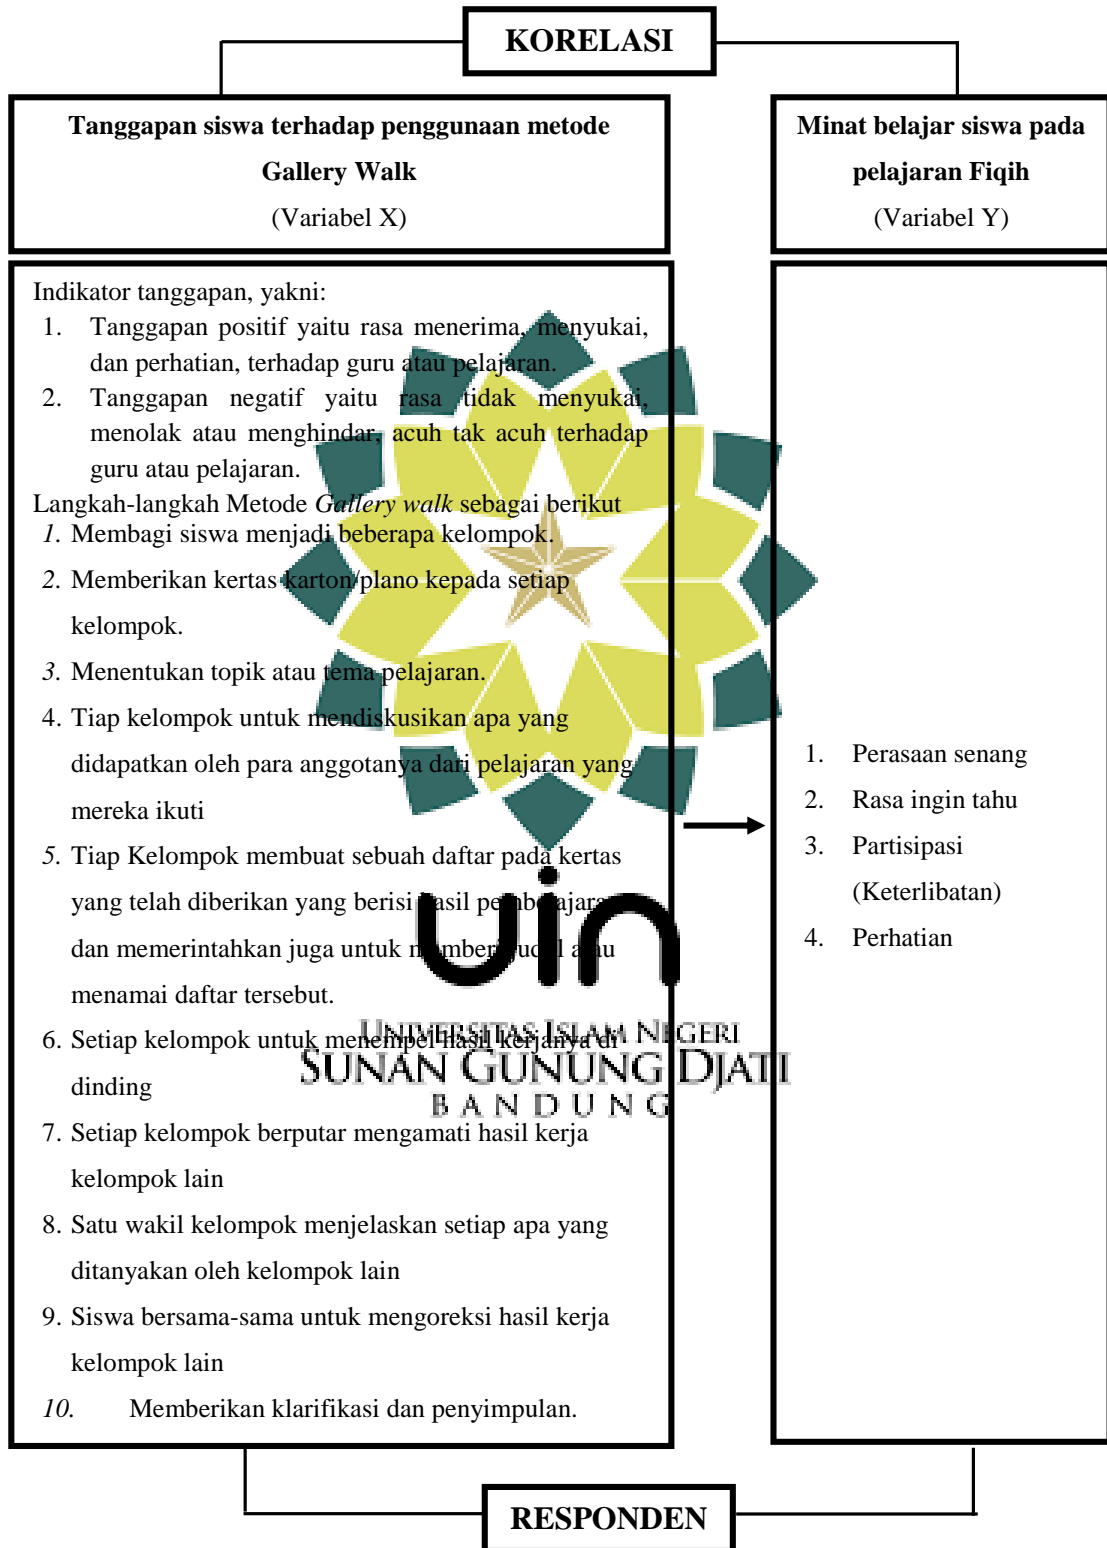 KORELASI
Tanggapan siswa terhadap penggunaan metode
Gallery Walk
(Variabel X)
Minat belajar siswa pada
pelajaran Fiqih
(Variabel Y)
Indikator tanggapan, yakni:
1. Tanggapan positif yaitu rasa menerima, menyukai,
dan perhatian, terhadap guru atau pelajaran.
2. Tanggapan negatif yaitu rasa tidak menyukai,
menolak atau menghindar, acuh tak acuh terhadap
guru atau pelajaran.
Langkah-langkah Metode Gallery walk sebagai berikut
1. Membagi siswa menjadi beberapa kelompok.
2. Memberikan kertas karton/plano kepada setiap
kelompok.
3. Menentukan topik atau tema pelajaran.
4. Tiap kelompok untuk mendiskusikan apa yang
didapatkan oleh para anggotanya dari pelajaran yang
mereka ikuti
5. Tiap Kelompok membuat sebuah daftar pada kertas
yang telah diberikan yang berisi hasil pembelajaran
dan memerintahkan juga untuk memberi judul atau
menamai daftar tersebut.
6. Setiap kelompok untuk menempel hasil kerjanya di
dinding
7. Setiap kelompok berputar mengamati hasil kerja
kelompok lain
8. Satu wakil kelompok menjelaskan setiap apa yang
ditanyakan oleh kelompok lain
9. Siswa bersama-sama untuk mengoreksi hasil kerja
kelompok lain
10. Memberikan klarifikasi dan penyimpulan.
1. Perasaan senang
2. Rasa ingin tahu
3. Partisipasi
(Keterlibatan)
4. Perhatian
uin
UNIVERSITAS ISLAM NEGERI
SUNAN GUNUNG DJATI
BANDUNG
RESPONDEN